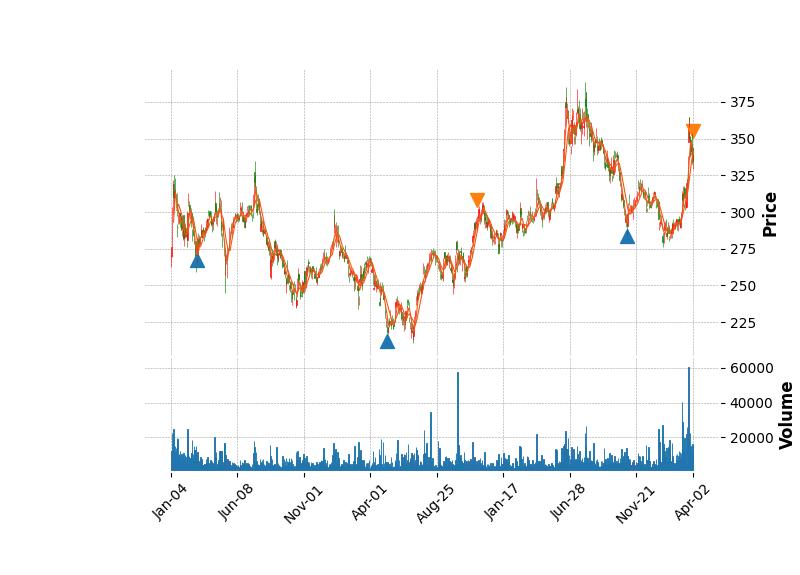 375
350
325
300
275
250
225
Price
60000
40000
20000
Volume
Jan-04
Jun-08
Nov-01
Apr-01
Aug-25
Jan-17
Jun-28
Nov-21
Apr-02